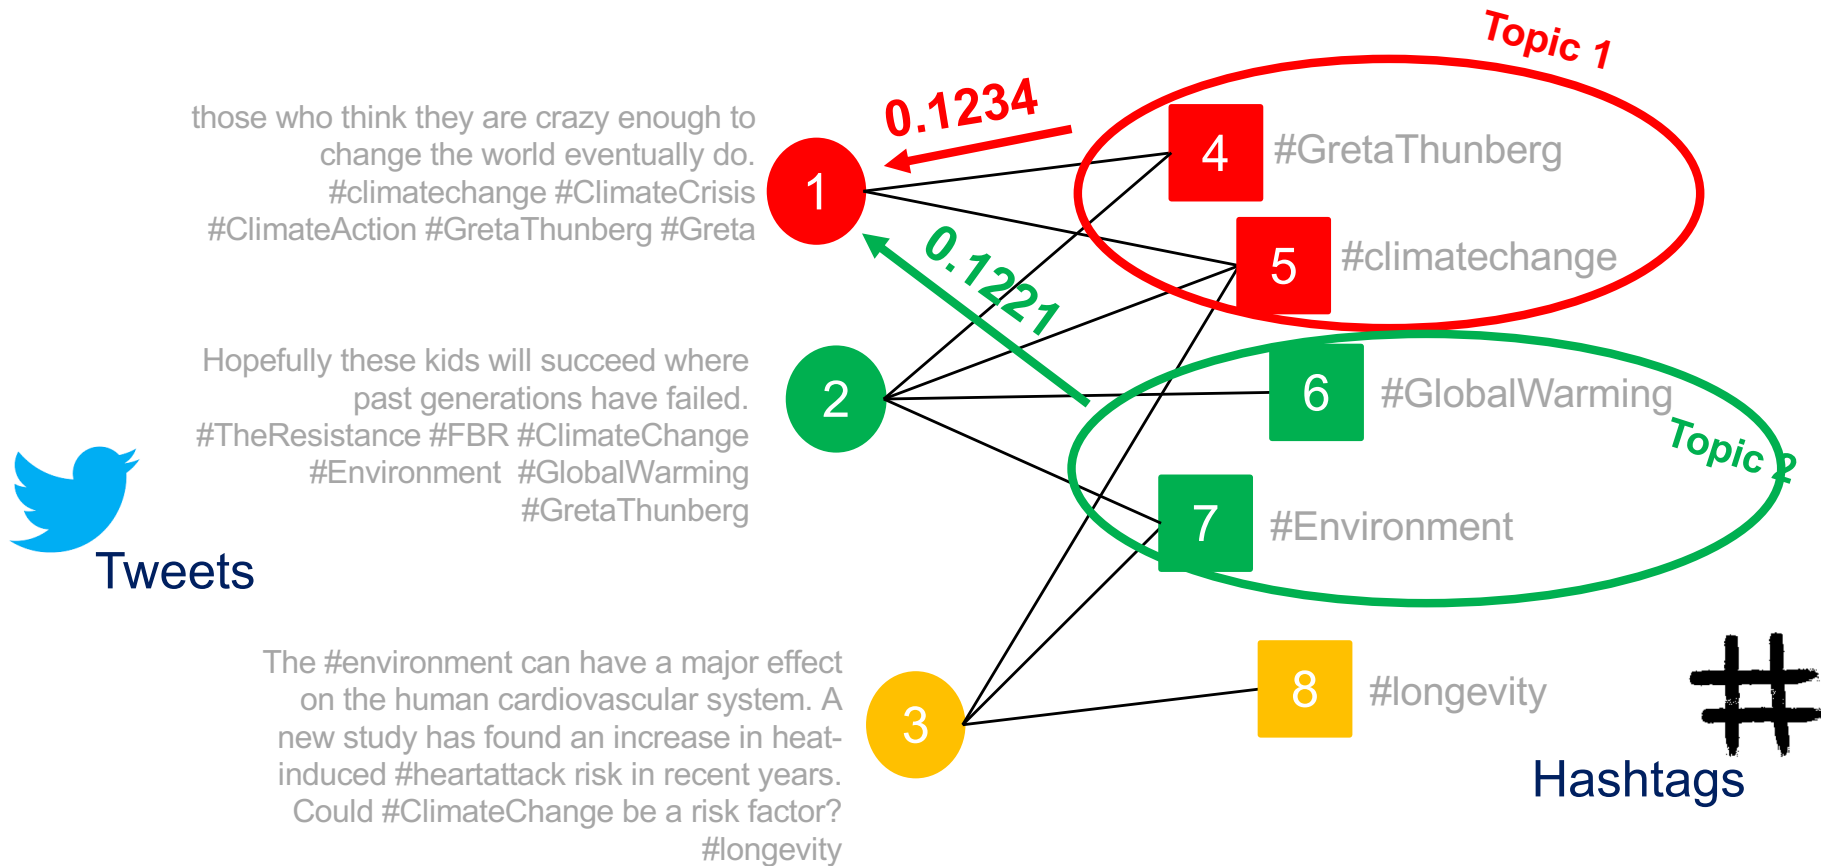 Topic 1
0.1234
those who think they are crazy enough to
change the world eventually do.
#climatechange #ClimateCrisis
#ClimateAction #GretaThunberg #Greta
1
4
#GretaThunberg
5
#climatechange
0.1221
Hopefully these kids will succeed where
past generations have failed.
#TheResistance #FBR #ClimateChange
#Environment #GlobalWarming
#GretaThunberg
2
6
#GlobalWarming
Topic 2
7
#Environment
Tweets
The #environment can have a major effect
on the human cardiovascular system. A
new study has found an increase in heat-
induced #heartattack risk in recent years.
Could #ClimateChange be a risk factor?
#longevity
3
8
#longevity
#
Hashtags